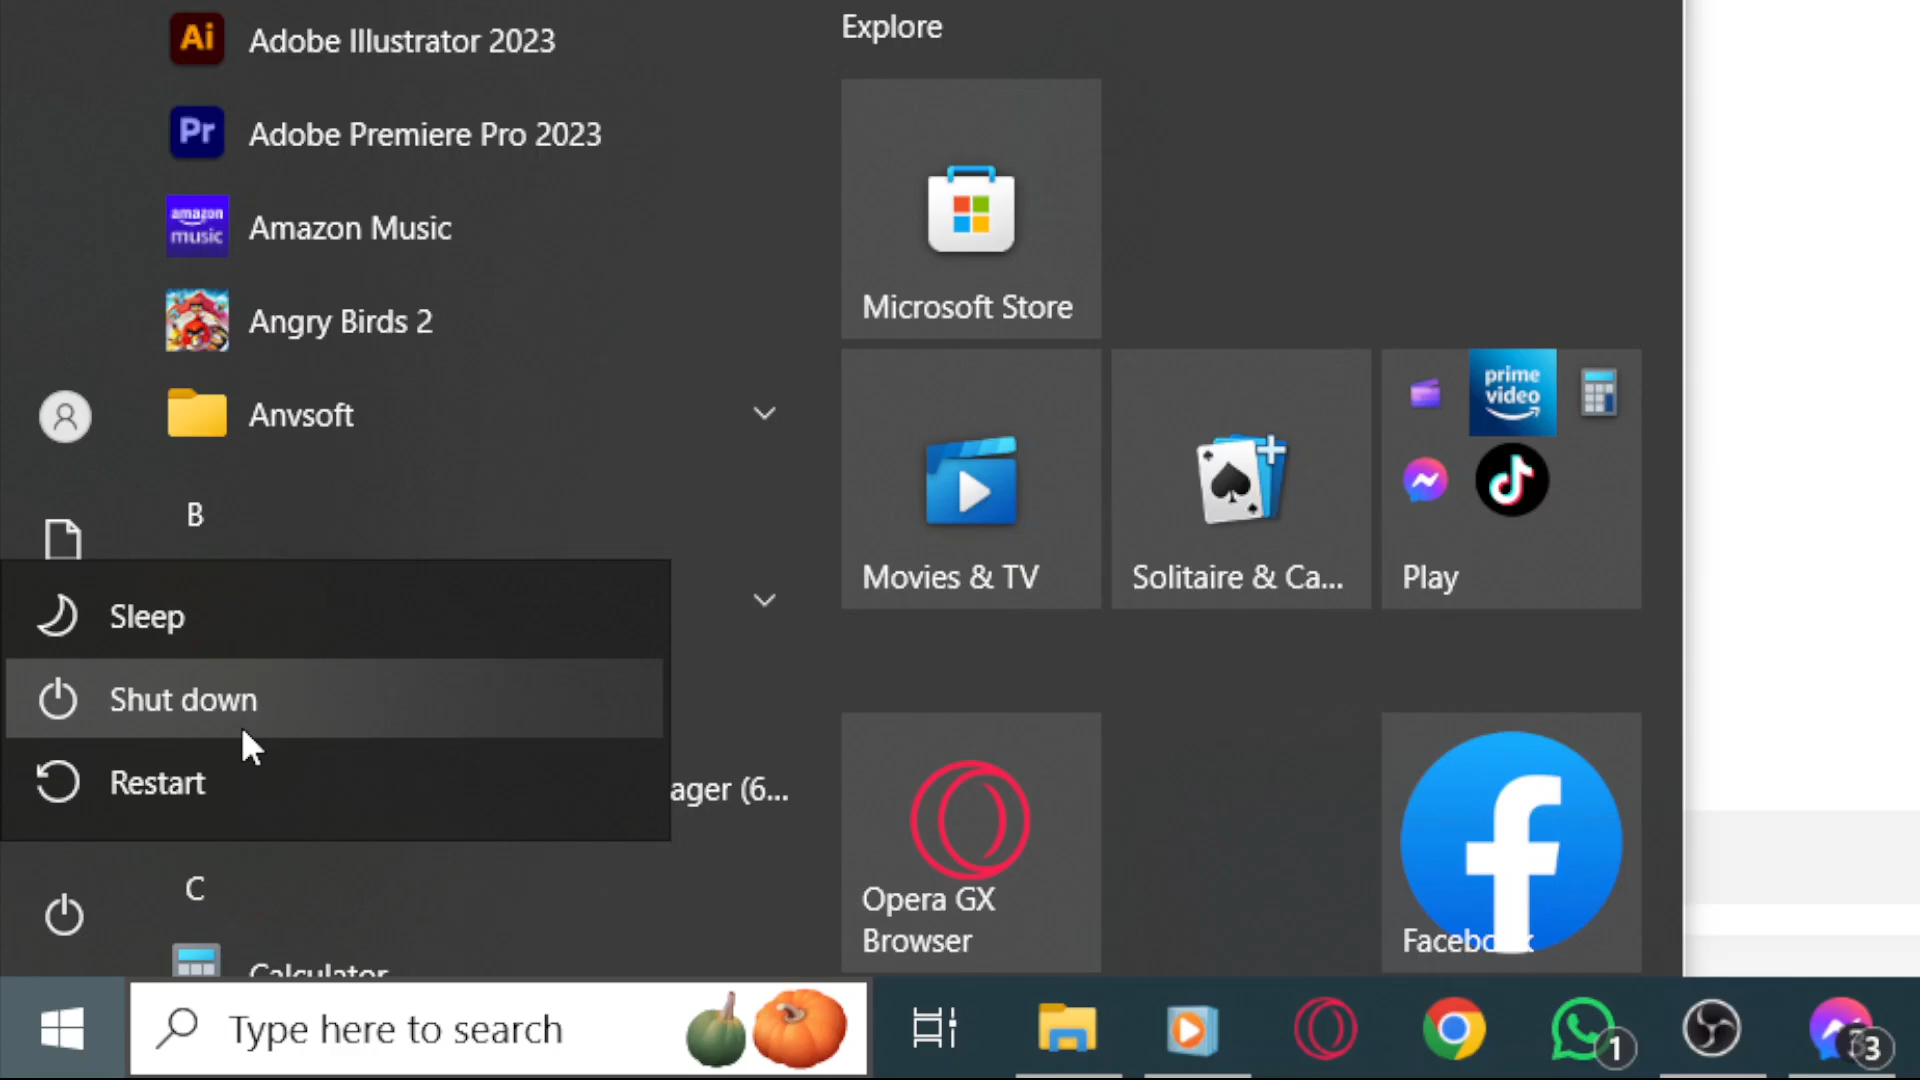 Ai
Adobe Illustrator 2023
Pr
Adobe Premiere Pro 2023
amazon
music
Amazon Music
Angry Birds 2
Anvsoft
B
Sleep
Shut down
Restart
ager (6...
C
Calculator
Explore
Microsoft Store
Movies & TV
Solitaire & Ca...
prime
video
Play
Opera GX
Browser
Facebook
Type here to search
1
3